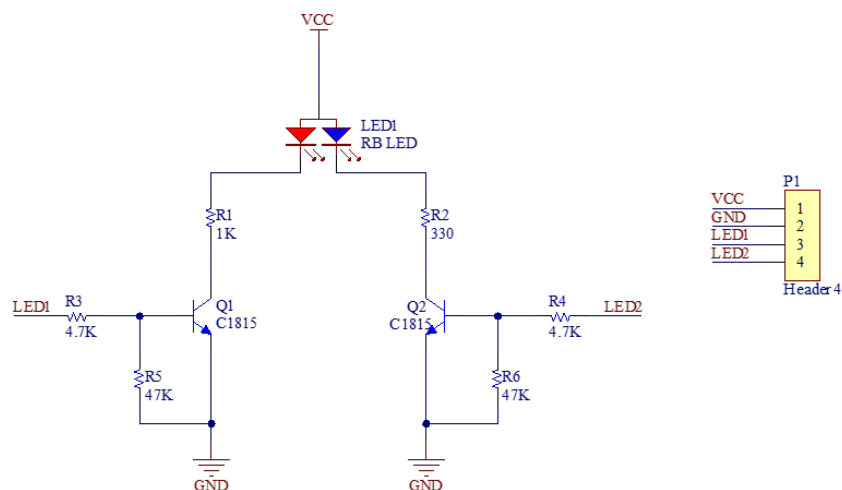 VCC
LED1
RB LED
R1
1K
R2
330
P1
VCC
1
GND
2
LED1
3
LED2
4
Header 4
LED1
R3
4.7K
Q1
C1815
Q2
C1815
R4
4.7K
LED2
R5
47K
R6
47K
GND
GND